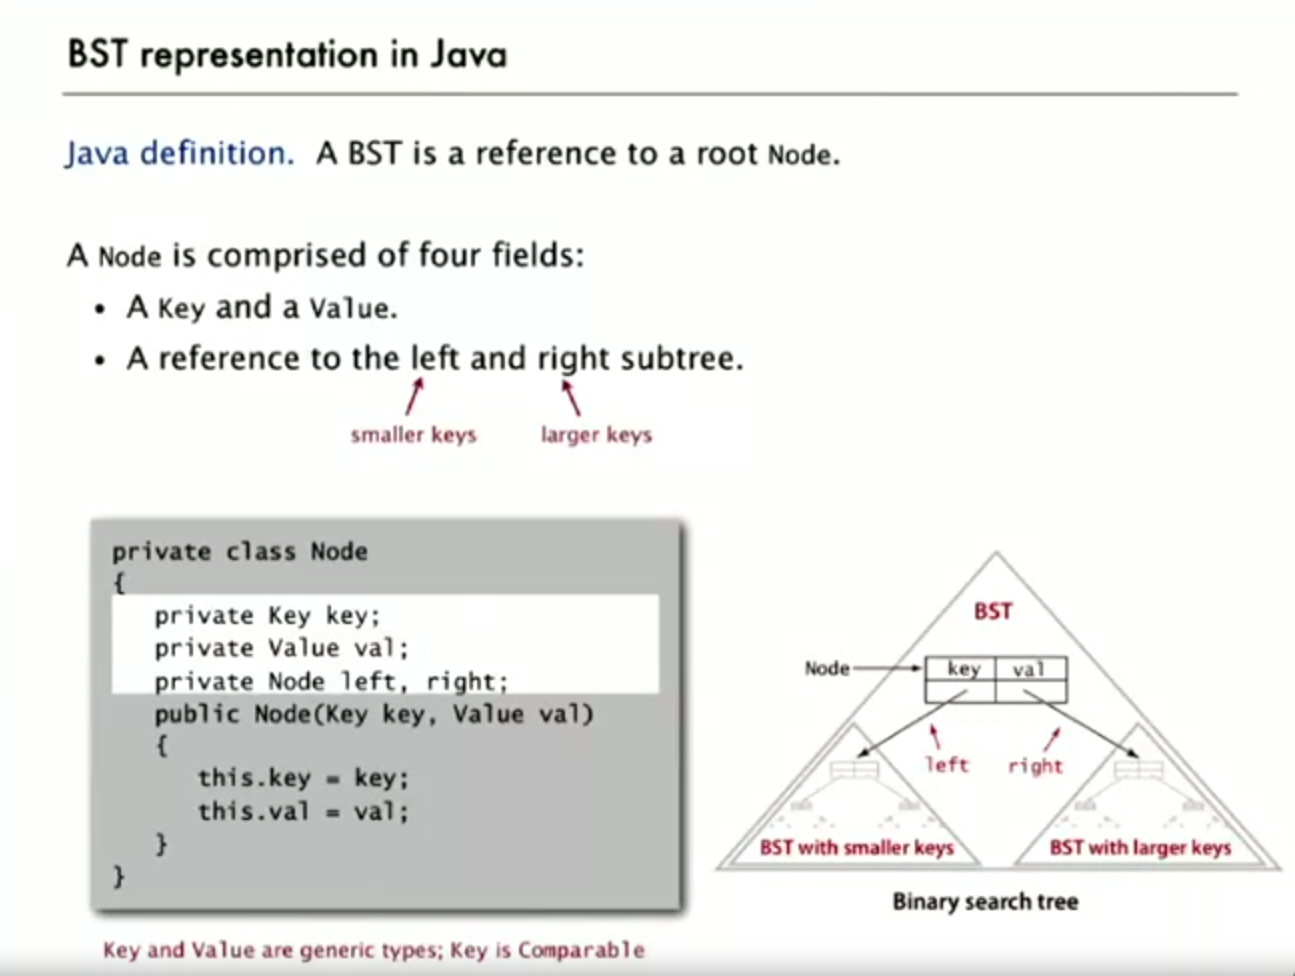 BST representation in Java
Java definition. A BST is a reference to a root Node.
A Node is comprised of four fields:
• A Key and a Value.
• A reference to the left and right subtree.
smaller keys
larger keys
private class Node
{
private Key key;
private Value val;
private Node left, right;
public Node(Key key, Value val)
{
this.key = key;
this.val = val;
}
}
Key and Value are generic types; Key is Comparable
BST
Node
key
val
left
right
BST with smaller keys
BST with larger keys
Binary search tree